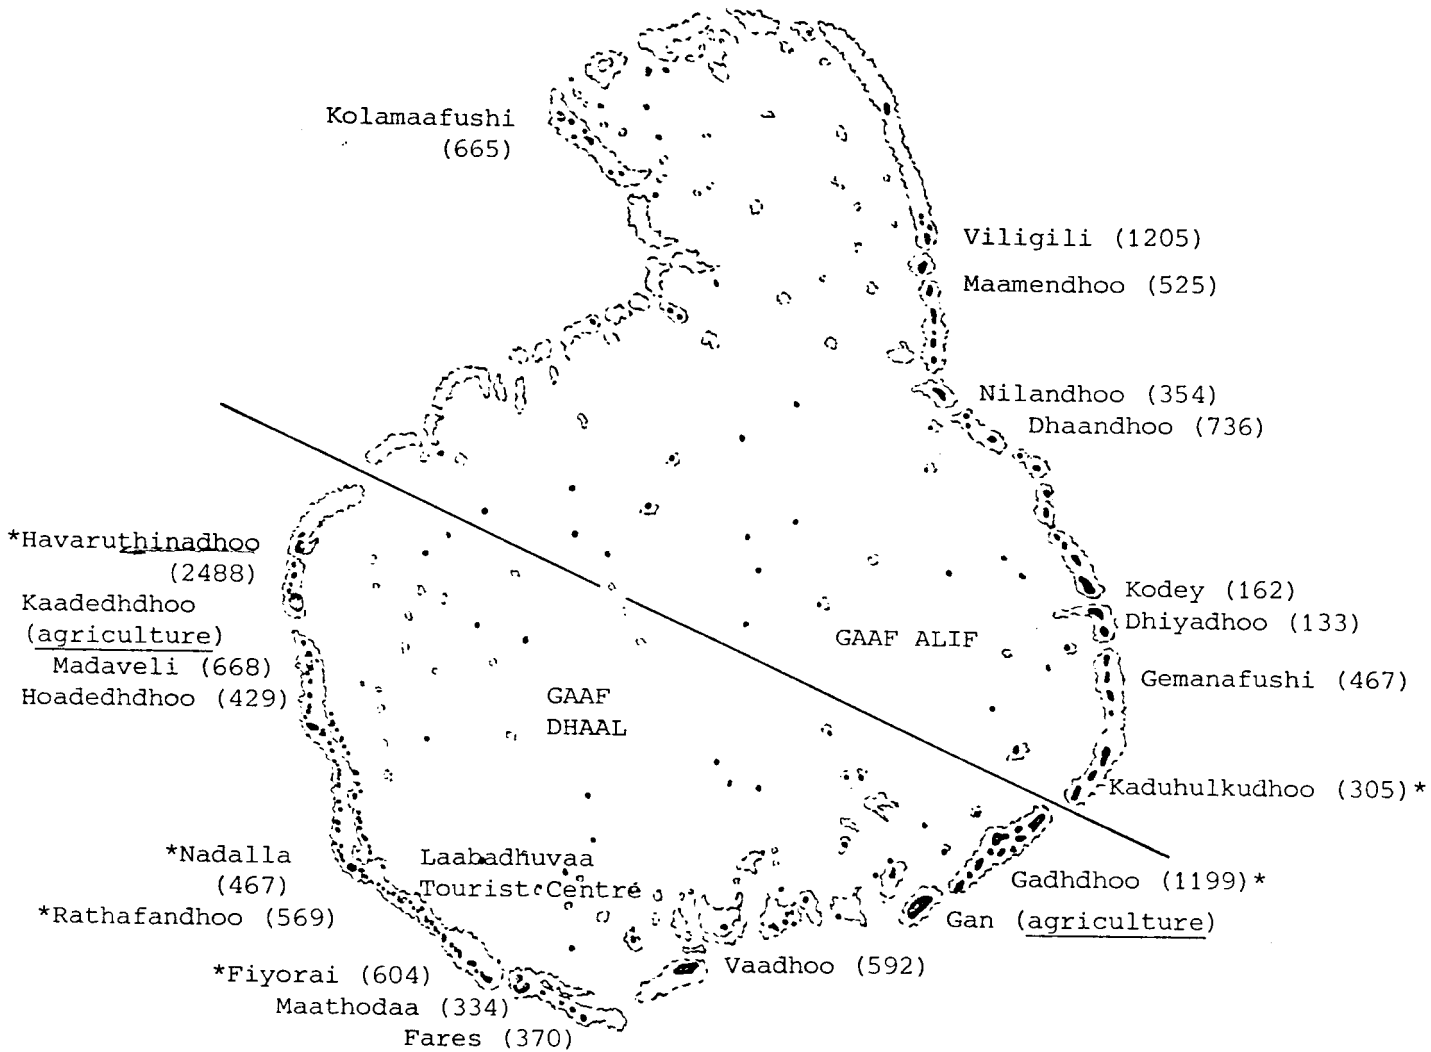 Kolamaafushi
(665)
Viligili (1205)
Maamendhoo (525)
Nilandhoo (354)
Dhaandhoo (736)
*Havaruthinadhoo
(2488)
Kaadedhdhoo
(agriculture)
Madaveli (668)
Hoadedhdhoo (429)
Kodey (162)
Dhiyadhoo (133)
GAAF ALIF
Gemanafushi (467)
GAAF
DHAAL
Kaduhulkudhoo (305)*
*Nadalla
(467)
*Rathafandhoo (569)
Laabadhuvaa
Tourist Centre
Gadhdhoo (1199)*
Gan (agriculture)
*Fiyorai (604)
Maathodaa (334)
Fares (370)
Vaadhoo (592)